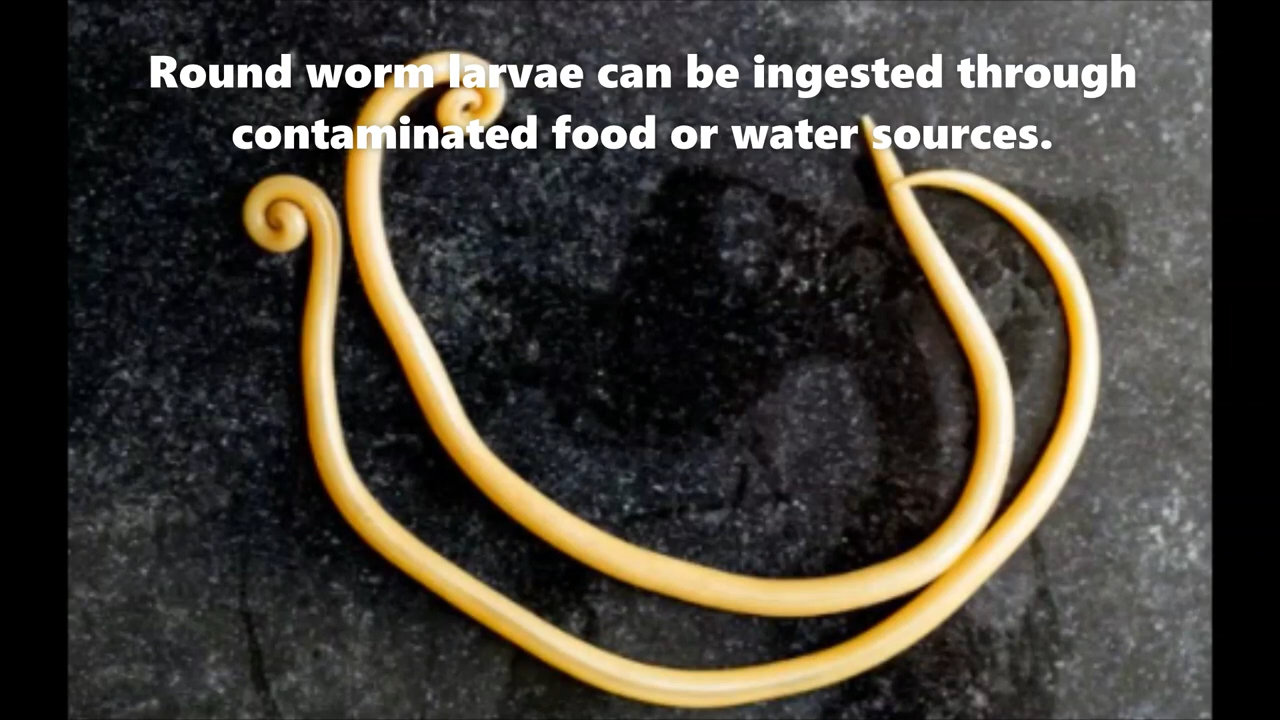 Round worm larvae can be ingested through
contaminated food or water sources.